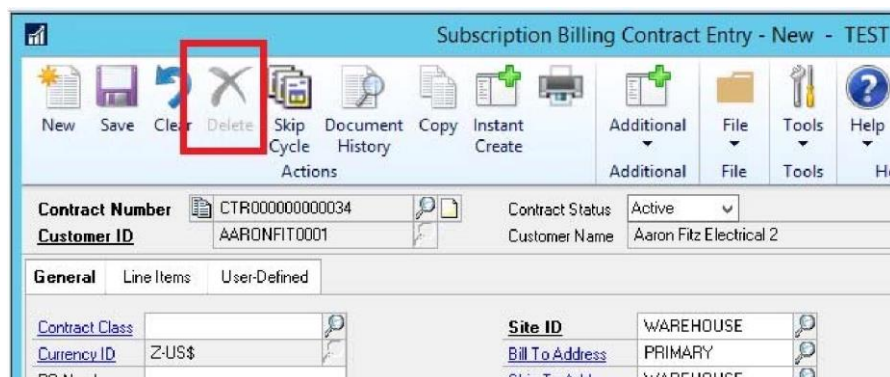 Subscription Billing Contract Entry - New - TEST
New Save Clear Delete Skip Cycle Document History Copy Instant Create Additional File Tools Help
Actions Additional File Tools
Contract Number CTR000000000034 Contract Status Active
Customer ID AARONFIT0001 Customer Name Aaron Fitz Electrical 2
General Line Items User-Defined
Contract Class Site ID WAREHOUSE
Currency ID Z-US$ Bill To Address PRIMARY
WAREHOUSE